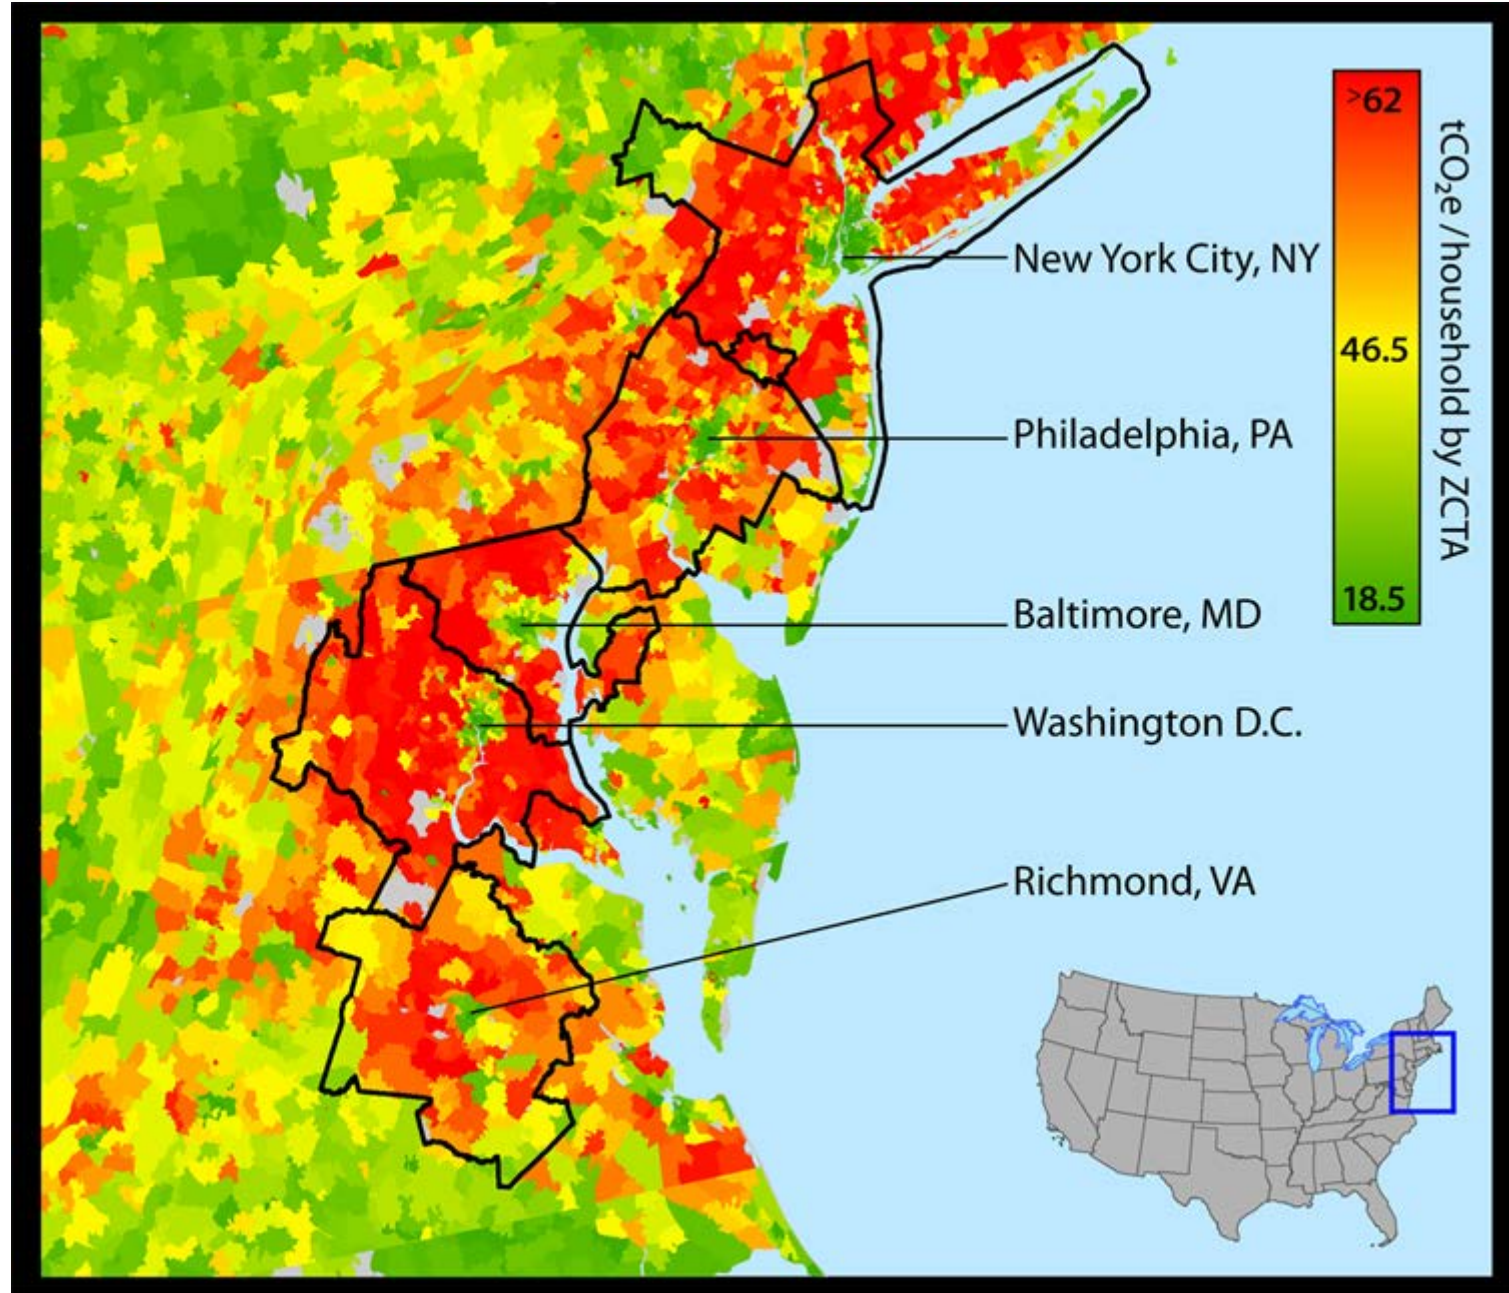 >62
46.5
18.5
tCO₂e / household by ZCTA
New York City, NY
Philadelphia, PA
Baltimore, MD
Washington D.C.
Richmond, VA